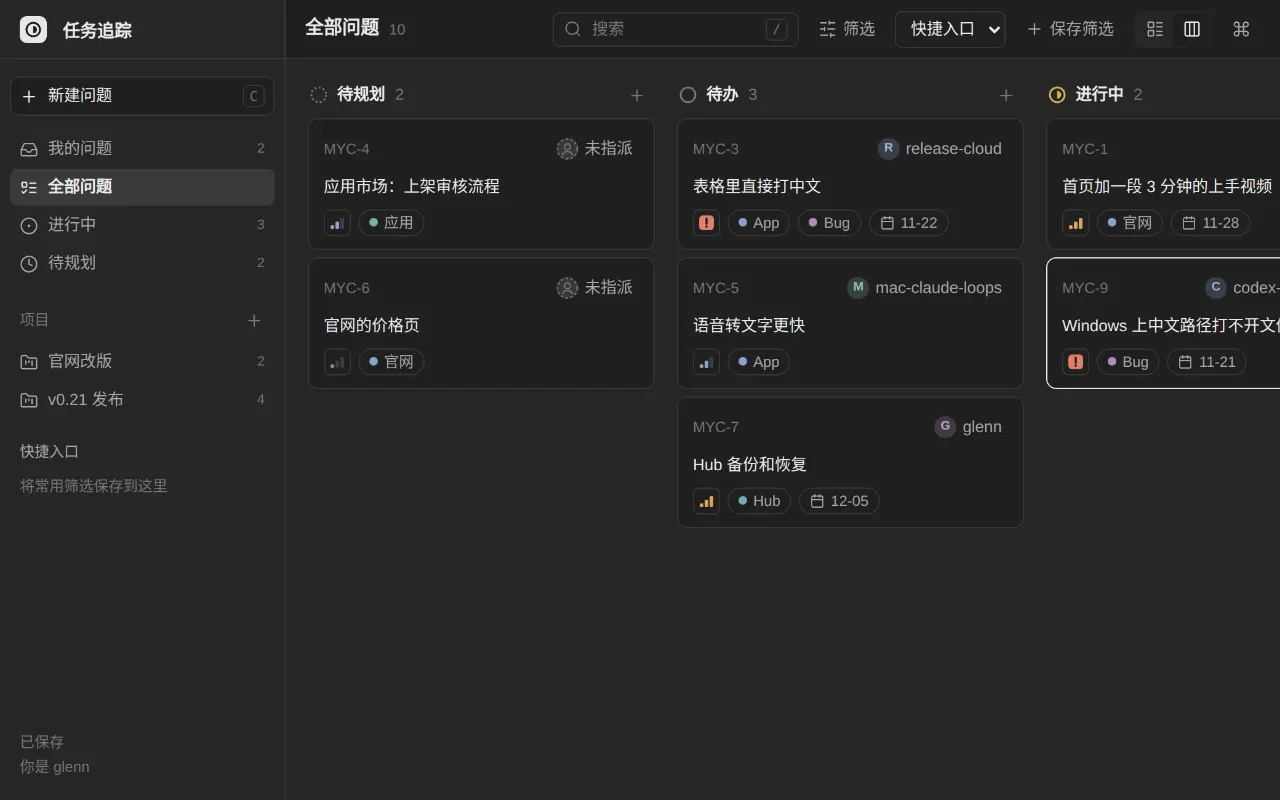 任务追踪
新建问题 C
我的问题 2
全部问题
进行中 3
待规划 2
项目
官网改版 2
v0.21 发布 4
快捷入口
将常用筛选保存到这里
已保存
你是 glenn
全部问题 10
搜索 /
筛选
快捷入口
保存筛选
待规划 2
MYC-4 未指派
应用市场：上架审核流程
应用
MYC-6 未指派
官网的价格页
官网
待办 3
MYC-3 R release-cloud
表格里直接打中文
App Bug 11-22
MYC-5 M mac-claude-loops
语音转文字更快
App
MYC-7 G glenn
Hub 备份和恢复
Hub 12-05
进行中 2
MYC-1
首页加一段 3 分钟的上手视频
官网 11-28
MYC-9 C codex-
Windows 上中文路径打不开文
Bug 11-21